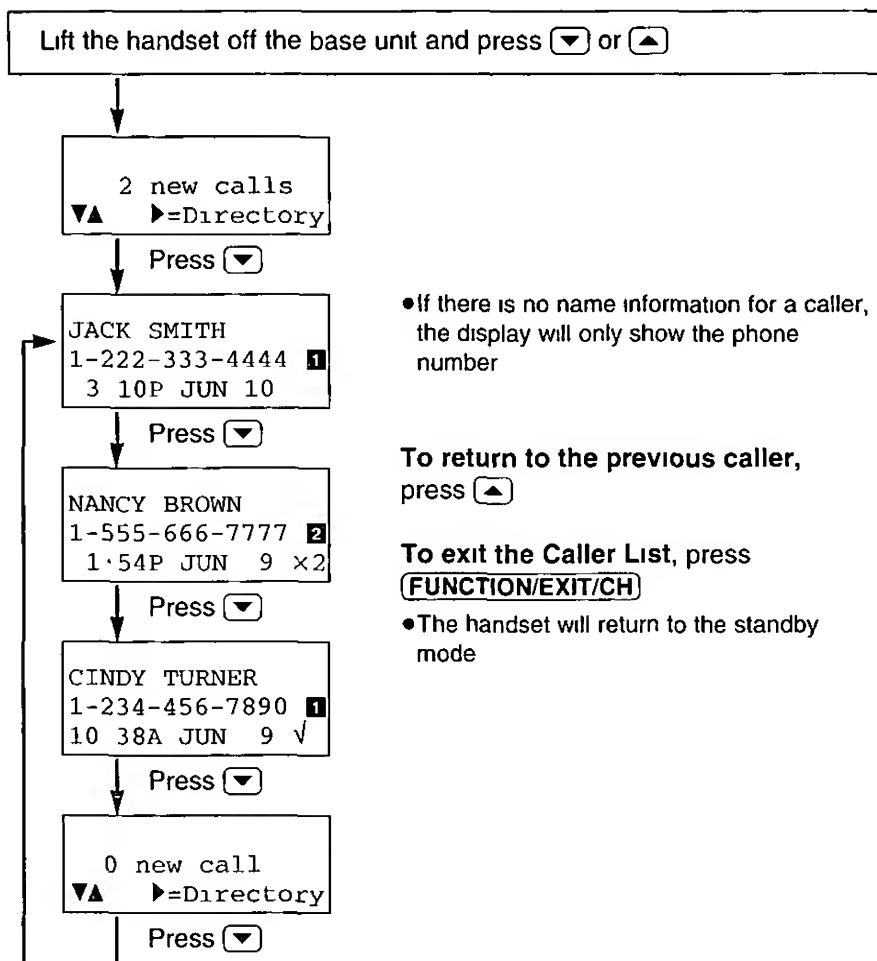 Lift the handset off the base unit and press ▼ or ▲
2 new calls
▼▲ ▶=Directory
Press ▼
JACK SMITH
1-222-333-4444 1
3 10P JUN 10
Press ▼
NANCY BROWN
1-555-666-7777 2
1·54P JUN 9 ×2
Press ▼
CINDY TURNER
1-234-456-7890 1
10 38A JUN 9 √
Press ▼
0 new call
▼▲ ▶=Directory
Press ▼
●If there is no name information for a caller,
the display will only show the phone
number
To return to the previous caller,
press ▲
To exit the Caller List, press
FUNCTION/EXIT/CH
●The handset will return to the standby
mode